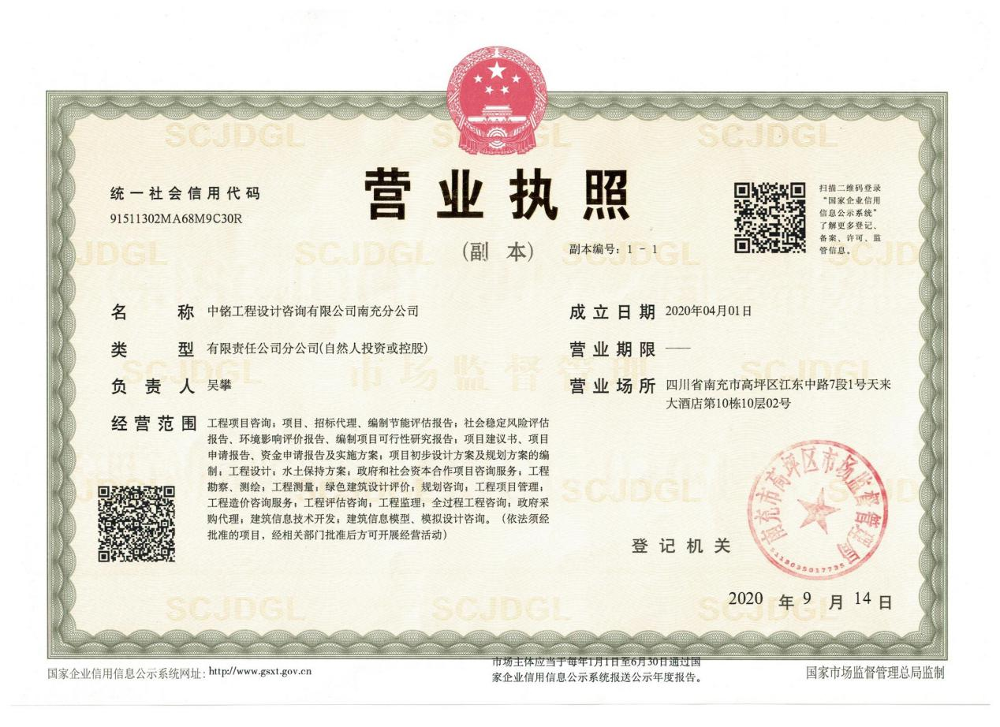 营业执照
(副 本) 副本编号：1 - 1
统一社会信用代码
91511302MA68M9C30R
扫描二维码登录
“国家企业信用
信息公示系统”
了解更多登记、
备案、许可、监
管信息。
名 称 中铭工程设计咨询有限公司南充分公司
类 型 有限责任公司分公司(自然人投资或控股)
负 责 人 吴攀
经 营 范 围 工程项目咨询；项目、招标代理、编制节能评估报告；社会稳定风险评估
报告、环境影响评价报告、编制项目可行性研究报告；项目建议书、项目
申请报告、资金申请报告及实施方案；项目初步设计方案及规划方案的编
制；工程设计；水土保持方案；政府和社会资本合作项目咨询服务；工程
勘察、测绘；工程测量；绿色建筑设计评价；规划咨询；工程项目管理；
工程造价咨询服务；工程评估咨询，工程监理；全过程工程咨询；政府采
购代理；建筑信息技术开发；建筑信息模型、模拟设计咨询。（依法须经
批准的项目，经相关部门批准后方可开展经营活动）
成 立 日 期 2020年04月01日
营 业 期 限 ——
营 业 场 所 四川省南充市高坪区江东中路7段1号天来
大酒店第10栋10层02号
登 记 机 关
南充市高坪区市场监督管理局
5113035017735
2020 年 9 月 14 日
SCJDGL
市场监督管理
国家企业信用信息公示系统网址：http://www.gsxt.gov.cn
市场主体应当于每年1月1日至6月30日通过国
家企业信用信息公示系统报送公示年度报告。
国家市场监督管理总局监制